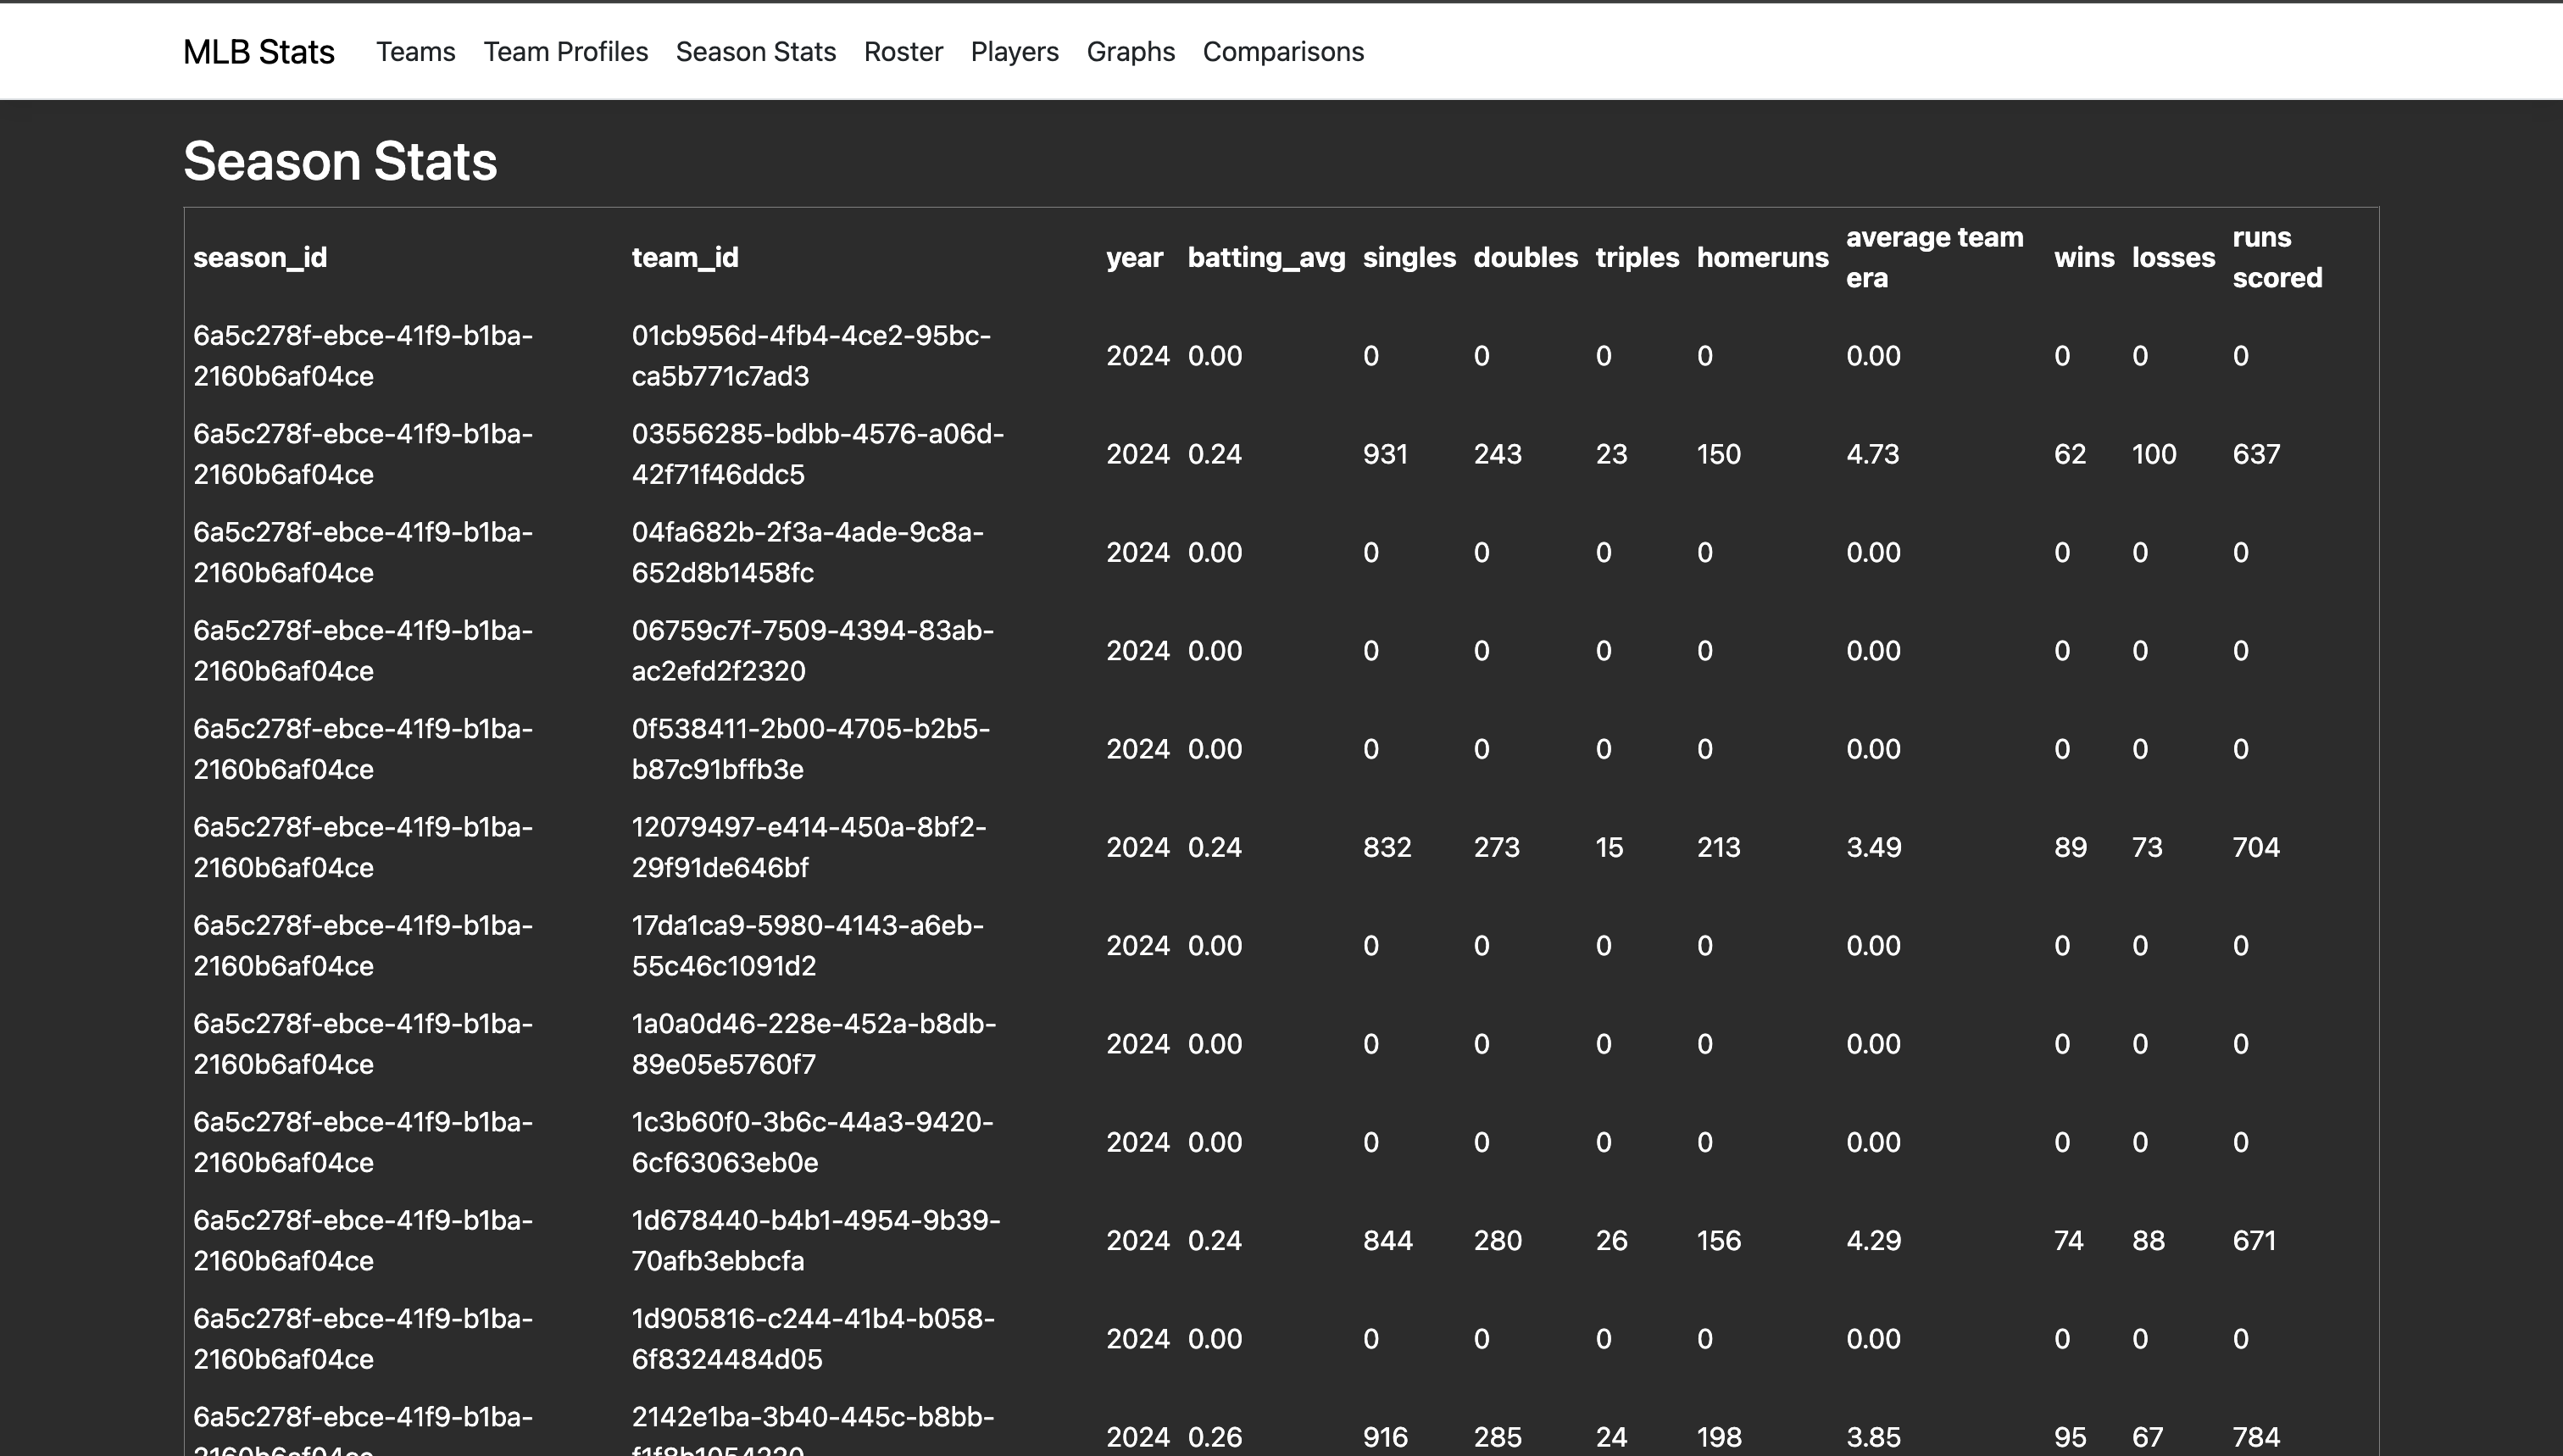 MLB Stats Teams Team Profiles Season Stats Roster Players Graphs Comparisons
Season Stats
season_id team_id year batting_avg singles doubles triples homeruns average team era wins losses runs scored
6a5c278f-ebce-41f9-b1ba-2160b6af04ce 01cb956d-4fb4-4ce2-95bc-ca5b771c7ad3 2024 0.00 0 0 0 0 0.00 0 0 0
6a5c278f-ebce-41f9-b1ba-2160b6af04ce 03556285-bdbb-4576-a06d-42f71f46ddc5 2024 0.24 931 243 23 150 4.73 62 100 637
6a5c278f-ebce-41f9-b1ba-2160b6af04ce 04fa682b-2f3a-4ade-9c8a-652d8b1458fc 2024 0.00 0 0 0 0 0.00 0 0 0
6a5c278f-ebce-41f9-b1ba-2160b6af04ce 06759c7f-7509-4394-83ab-ac2efd2f2320 2024 0.00 0 0 0 0 0.00 0 0 0
6a5c278f-ebce-41f9-b1ba-2160b6af04ce 0f538411-2b00-4705-b2b5-b87c91bffb3e 2024 0.00 0 0 0 0 0.00 0 0 0
6a5c278f-ebce-41f9-b1ba-2160b6af04ce 12079497-e414-450a-8bf2-29f91de646bf 2024 0.24 832 273 15 213 3.49 89 73 704
6a5c278f-ebce-41f9-b1ba-2160b6af04ce 17da1ca9-5980-4143-a6eb-55c46c1091d2 2024 0.00 0 0 0 0 0.00 0 0 0
6a5c278f-ebce-41f9-b1ba-2160b6af04ce 1a0a0d46-228e-452a-b8db-89e05e5760f7 2024 0.00 0 0 0 0 0.00 0 0 0
6a5c278f-ebce-41f9-b1ba-2160b6af04ce 1c3b60f0-3b6c-44a3-9420-6cf63063eb0e 2024 0.00 0 0 0 0 0.00 0 0 0
6a5c278f-ebce-41f9-b1ba-2160b6af04ce 1d678440-b4b1-4954-9b39-70afb3ebbcfa 2024 0.24 844 280 26 156 4.29 74 88 671
6a5c278f-ebce-41f9-b1ba-2160b6af04ce 1d905816-c244-41b4-b058-6f8324484d05 2024 0.00 0 0 0 0 0.00 0 0 0
6a5c278f-ebce-41f9-b1ba- 2142e1ba-3b40-445c-b8bb- 2024 0.26 916 285 24 198 3.85 95 67 784